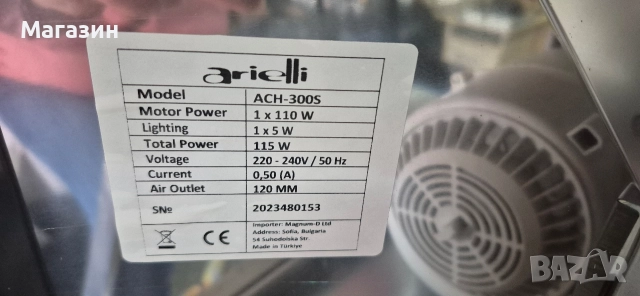 Магазин
arielli
Model ACH-300S
Motor Power 1 x 110 W
Lighting 1 x 5 W
Total Power 115 W
Voltage 220 - 240V / 50 Hz
Current 0,50 (A)
Air Outlet 120 MM
SNº 2023480153
Importer: Magnum-D Ltd
Address: Sofia, Bulgaria
54 Suhodolska Str.
Made in Türkiye
CE
BAZAR.bg